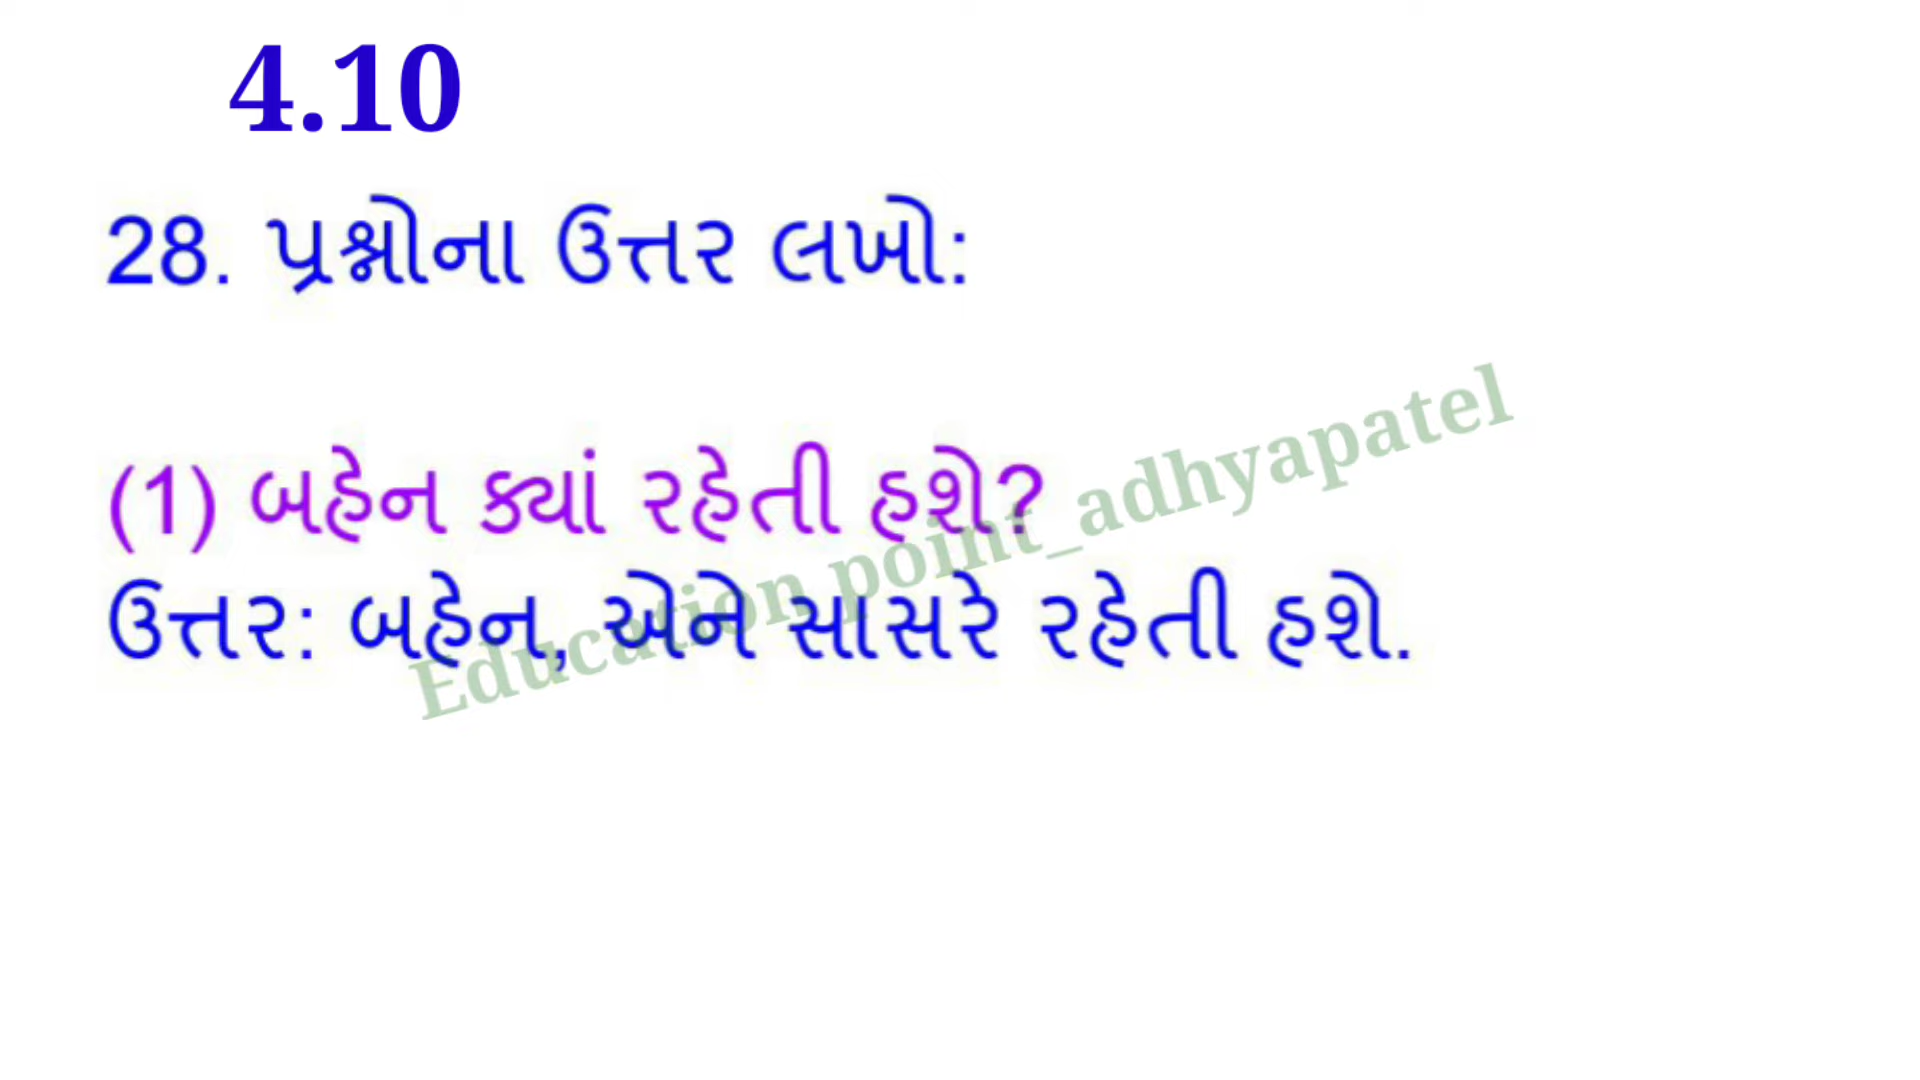 4.10
28. પ્રશ્નોના ઉત્તર લખો:
(1) બહેન ક્યાં રહેતી હશે?
ઉત્તર: બહેન, એને સાસરે રહેતી હશે.
Education point_adhyapatel